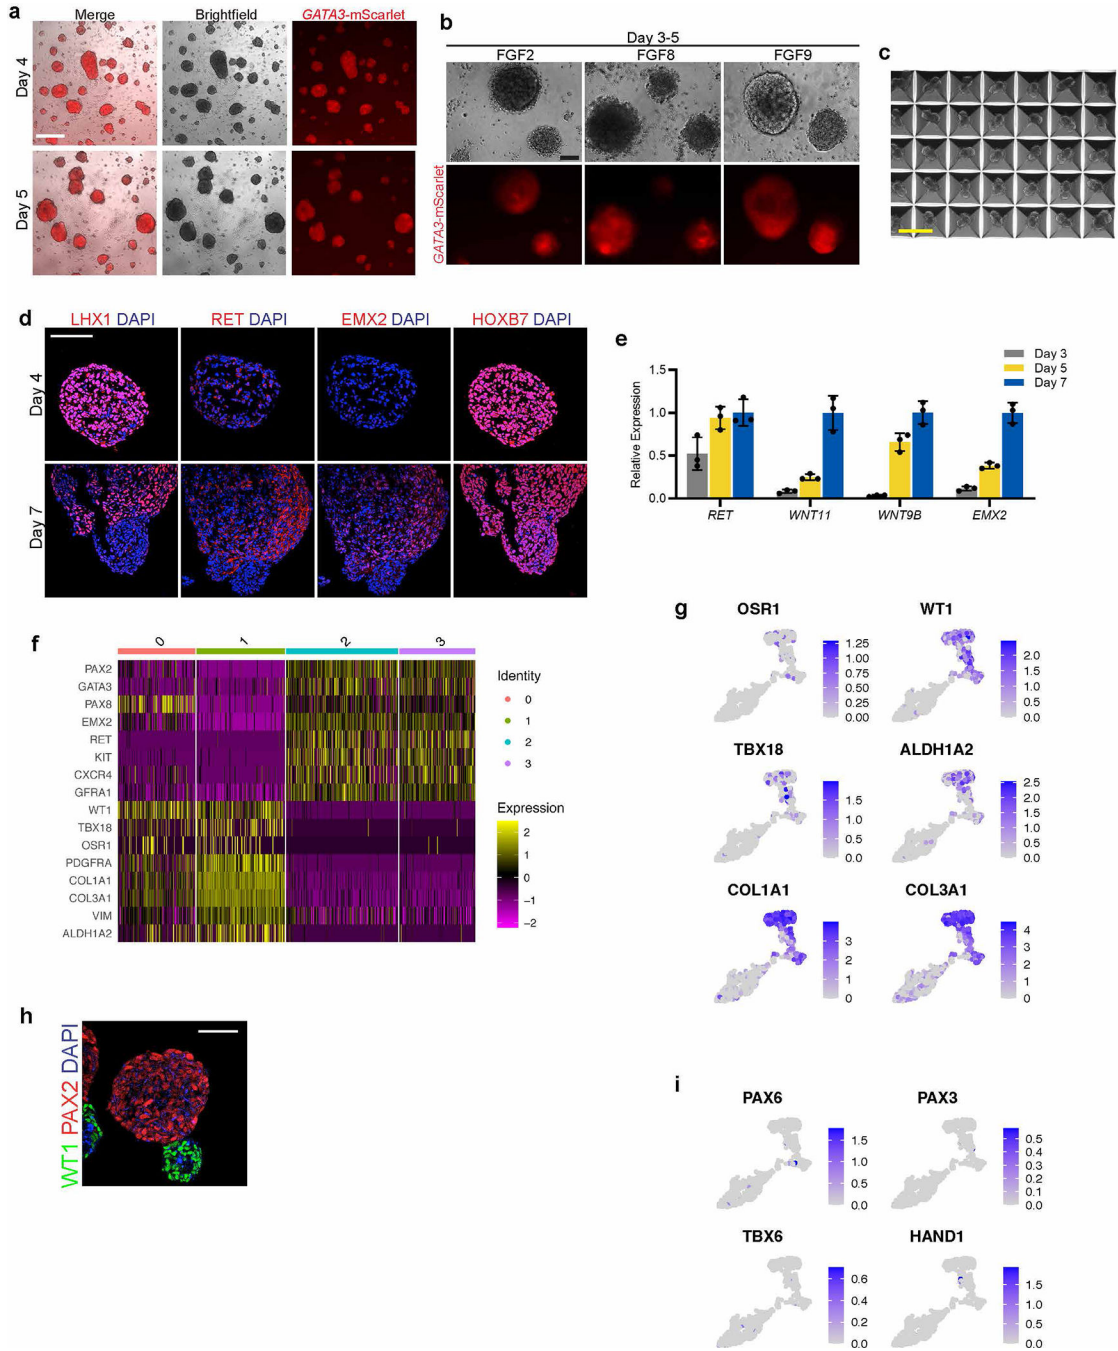 a
Merge
Brightfield
GATA3-mScarlet
Day 4
Day 5
b
Day 3-5
FGF2
FGF8
FGF9
GATA3-mScarlet
c
d
LHX1 DAPI
RET DAPI
EMX2 DAPI
HOXB7 DAPI
Day 4
Day 7
e
Day 3
Day 5
Day 7
Relative Expression
1.5
1.0
0.5
0.0
RET
WNT11
WNT9B
EMX2
f
0
1
2
3
PAX2
GATA3
PAX8
EMX2
RET
KIT
CXCR4
GFRA1
WT1
TBX18
OSR1
PDGFRA
COL1A1
COL3A1
VIM
ALDH1A2
Identity
0
1
2
3
Expression
2
1
0
−1
−2
g
OSR1
1.25
1.00
0.75
0.50
0.25
0.00
WT1
2.0
1.5
1.0
0.5
0.0
TBX18
1.5
1.0
0.5
0.0
ALDH1A2
2.5
2.0
1.5
1.0
0.5
0.0
COL1A1
3
2
1
0
COL3A1
4
3
2
1
0
h
WT1 PAX2 DAPI
i
PAX6
1.5
1.0
0.5
0.0
PAX3
0.5
0.4
0.3
0.2
0.1
0.0
TBX6
0.6
0.4
0.2
0.0
HAND1
1.5
1.0
0.5
0.0